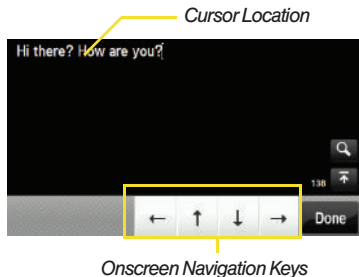 Cursor Location
Hi there? How are you?
138
← ↑ ↓ → Done
Onscreen Navigation Keys